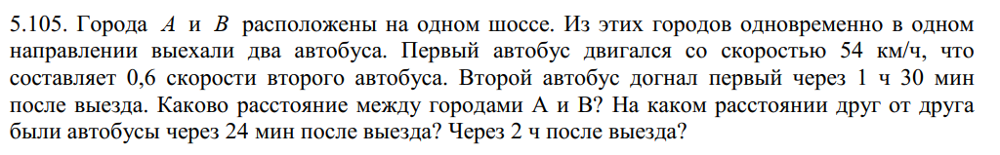 5.105. Города A и B расположены на одном шоссе. Из этих городов одновременно в одном
направлении выехали два автобуса. Первый автобус двигался со скоростью 54 км/ч, что
составляет 0,6 скорости второго автобуса. Второй автобус догнал первый через 1 ч 30 мин
после выезда. Каково расстояние между городами А и В? На каком расстоянии друг от друга
были автобусы через 24 мин после выезда? Через 2 ч после выезда?